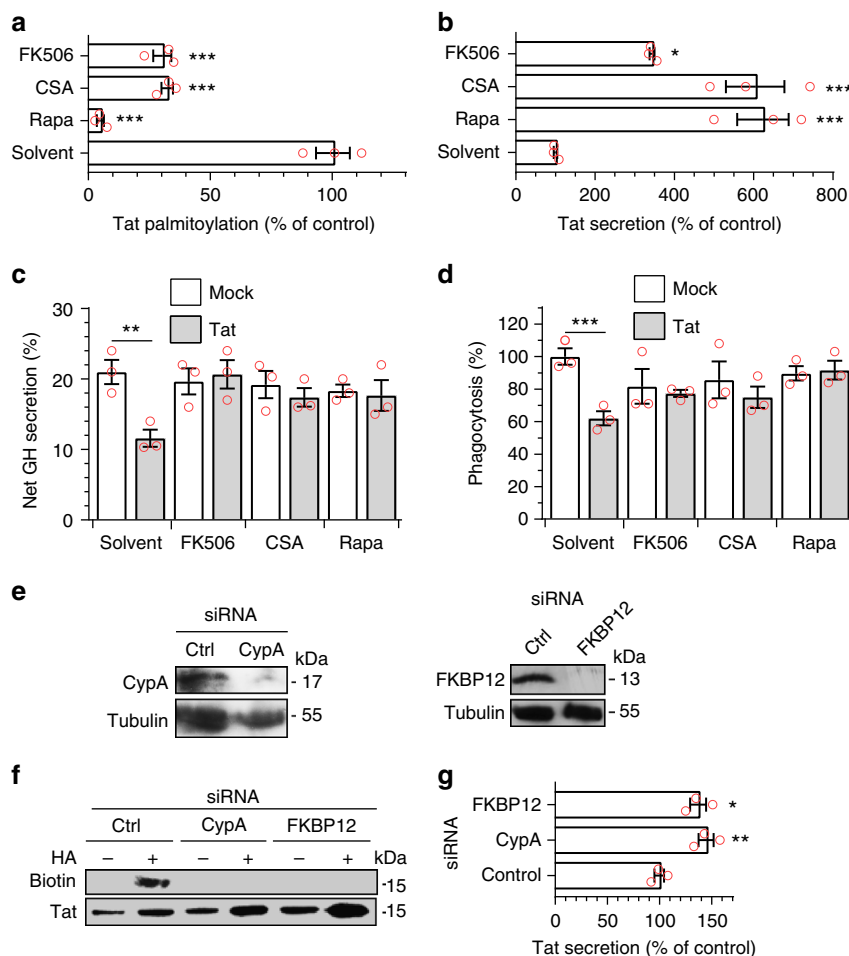 a
FK506
CSA
Rapa
Solvent
***
***
***
0 50 100
Tat palmitoylation (% of control)
b
FK506
CSA
Rapa
Solvent
*
***
***
0 200 400 600 800
Tat secretion (% of control)
c
Mock
Tat
Net GH secretion (%)
30
20
10
0
**
Solvent FK506 CSA Rapa
d
Mock
Tat
Phagocytosis (%)
120
100
80
60
40
20
0
***
Solvent FK506 CSA Rapa
e
siRNA
Ctrl CypA
kDa
CypA - 17
Tubulin - 55
siRNA
Ctrl FKBP12
kDa
FKBP12 - 13
Tubulin - 55
f
siRNA
Ctrl CypA FKBP12
HA – + – + – + kDa
Biotin -15
Tat -15
g
siRNA
FKBP12
CypA
Control
*
**
0 50 100 150
Tat secretion (% of control)